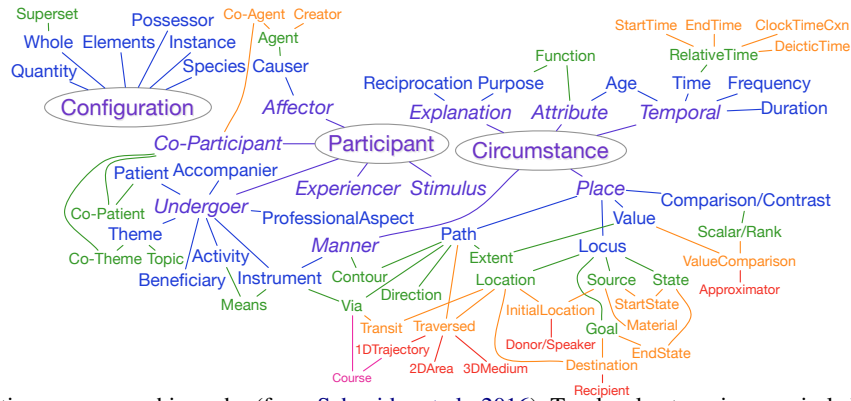 Superset
Co-Agent Creator
Possessor
StartTime EndTime ClockTimeCxn
Whole Elements Instance
Agent
Function
RelativeTime DeicticTime
Quantity
Species
Causer
Reciprocation Purpose
Age
Time Frequency
Configuration
Affector
Explanation Attribute Temporal
Duration
Co-Participant
Participant
Circumstance
Patient Accompanier
Experiencer Stimulus
Place
Comparison/Contrast
Co-Patient
Undergoer
ProfessionalAspect
Value
Theme
Manner
Path
Locus
Scalar/Rank
Co-Theme Topic
Activity
Extent
ValueComparison
Beneficiary
Instrument
Contour
Location
Source
State
Approximator
Means
Via
Direction
InitialLocation
StartState
Transit Traversed
Goal
Material
1DTrajectory
Donor/Speaker
EndState
Course
2DArea 3DMedium
Destination
Recipient